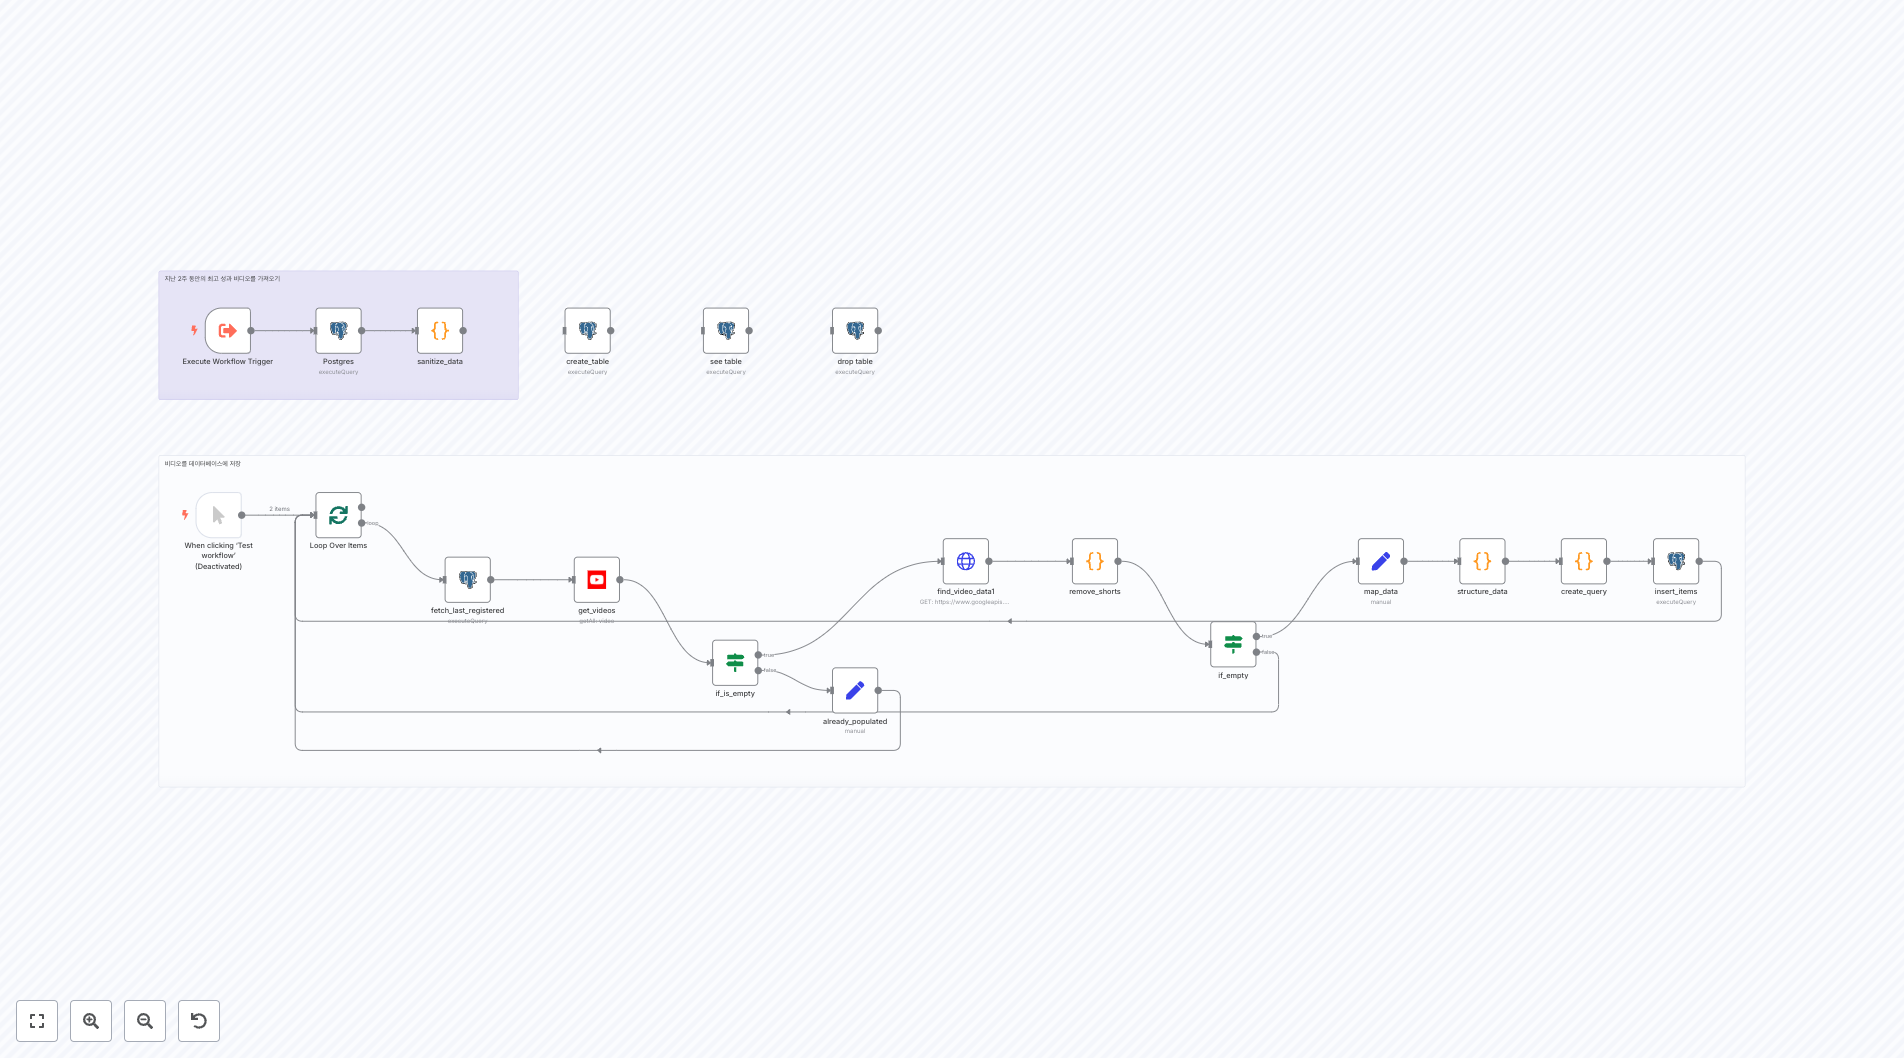 지난 2주 동안의 최고 성과 비디오를 가져오기
Execute Workflow Trigger
Postgres
executeQuery
sanitize_data
create_table
executeQuery
see table
executeQuery
drop table
executeQuery
비디오를 데이터베이스에 저장
2 items
When clicking 'Test
workflow'
(Deactivated)
Loop Over Items
loop
fetch_last_registered
executeQuery
get_videos
getAll: video
if_is_empty
true
false
already_populated
manual
find_video_data1
GET: https://www.googleapis....
remove_shorts
if_empty
true
false
map_data
manual
structure_data
create_query
insert_items
executeQuery